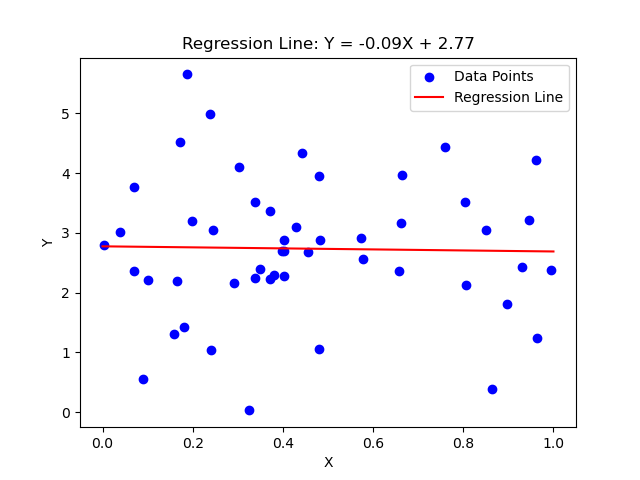 Regression Line: Y = -0.09X + 2.77
Data Points
Regression Line
5
4
3
2
1
0
Y
0.0 0.2 0.4 0.6 0.8 1.0
X